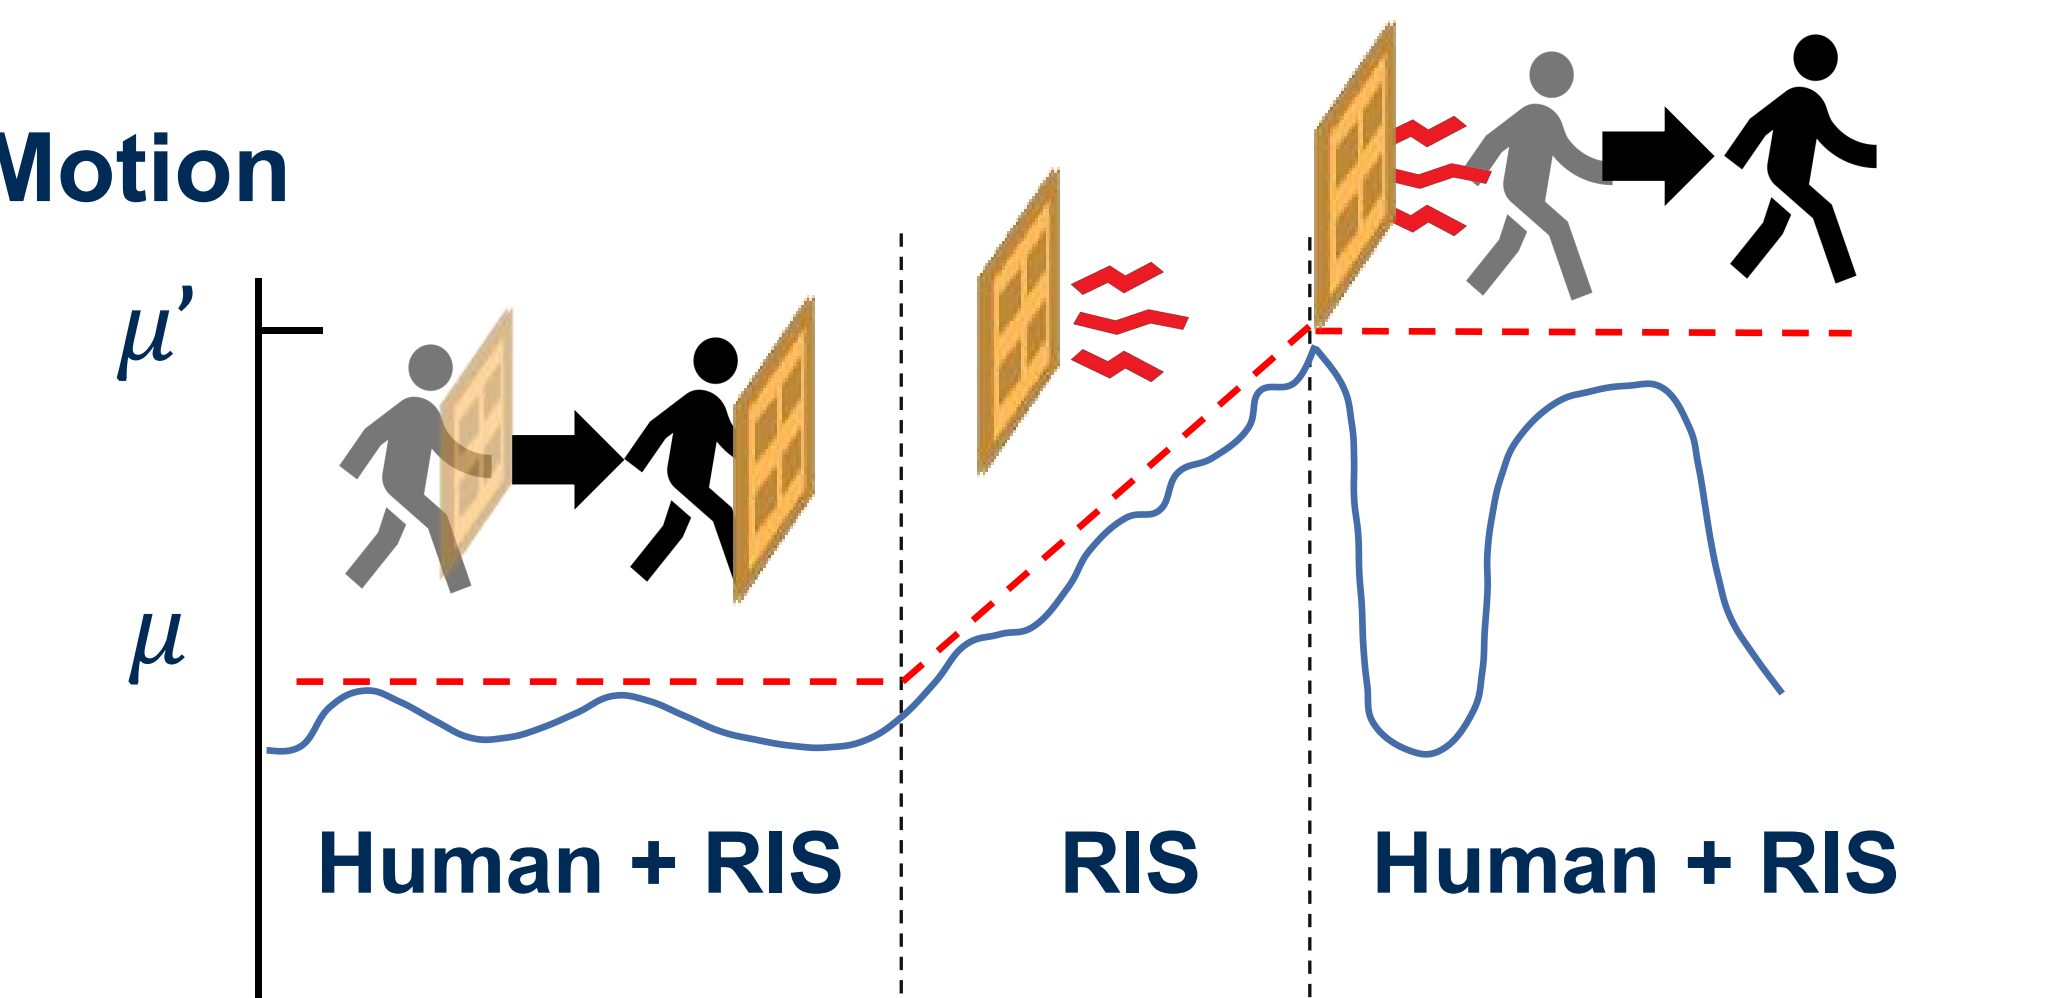 Motion
μ’
μ
Human + RIS
RIS
Human + RIS